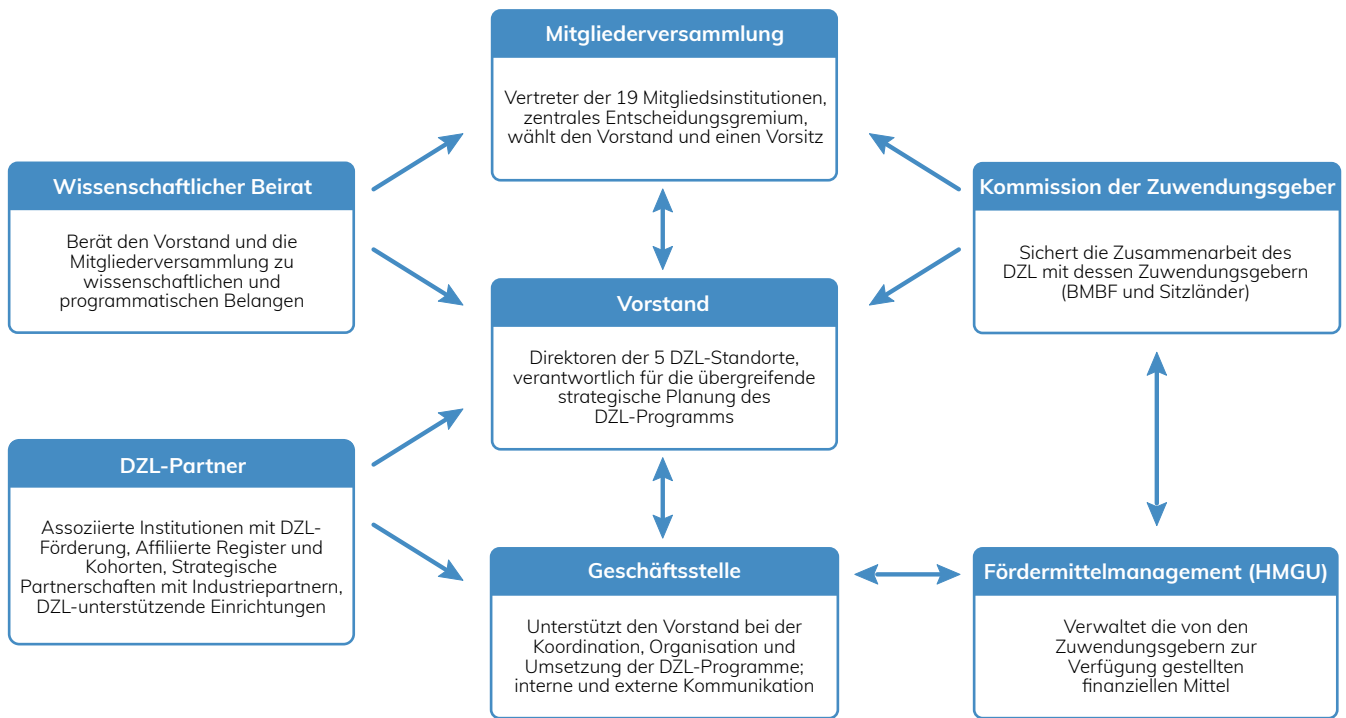 Mitgliederversammlung
Vertreter der 19 Mitgliedsinstitutionen,
zentrales Entscheidungsgremium,
wählt den Vorstand und einen Vorsitz
Wissenschaftlicher Beirat
Berät den Vorstand und die
Mitgliederversammlung zu
wissenschaftlichen und
programmatischen Belangen
Kommission der Zuwendungsgeber
Sichert die Zusammenarbeit des
DZL mit dessen Zuwendungsgebern
(BMBF und Sitzländer)
Vorstand
Direktoren der 5 DZL-Standorte,
verantwortlich für die übergreifende
strategische Planung des
DZL-Programms
DZL-Partner
Assoziierte Institutionen mit DZL-
Förderung, Affiliierte Register und
Kohorten, Strategische
Partnerschaften mit Industriepartnern,
DZL-unterstützende Einrichtungen
Geschäftsstelle
Unterstützt den Vorstand bei der
Koordination, Organisation und
Umsetzung der DZL-Programme;
interne und externe Kommunikation
Fördermittelmanagement (HMGU)
Verwaltet die von den
Zuwendungsgebern zur
Verfügung gestellten
finanziellen Mittel